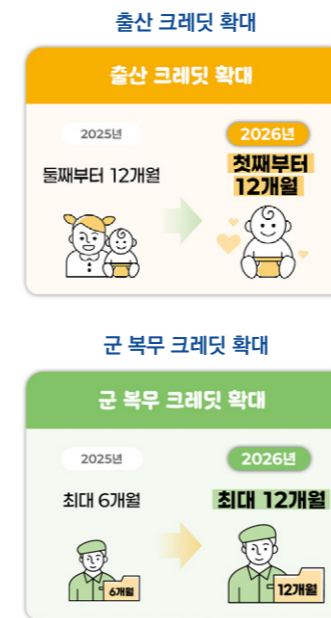 출산 크레딧 확대
출산 크레딧 확대
2025년
2026년
둘째부터 12개월
첫째부터
12개월
군 복무 크레딧 확대
군 복무 크레딧 확대
2025년
2026년
최대 6개월
최대 12개월
6개월
12개월